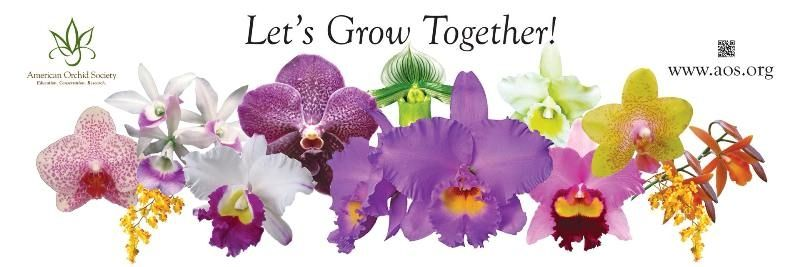 Let's Grow Together!
American Orchid Society
Education. Conservation. Research.
www.aos.org